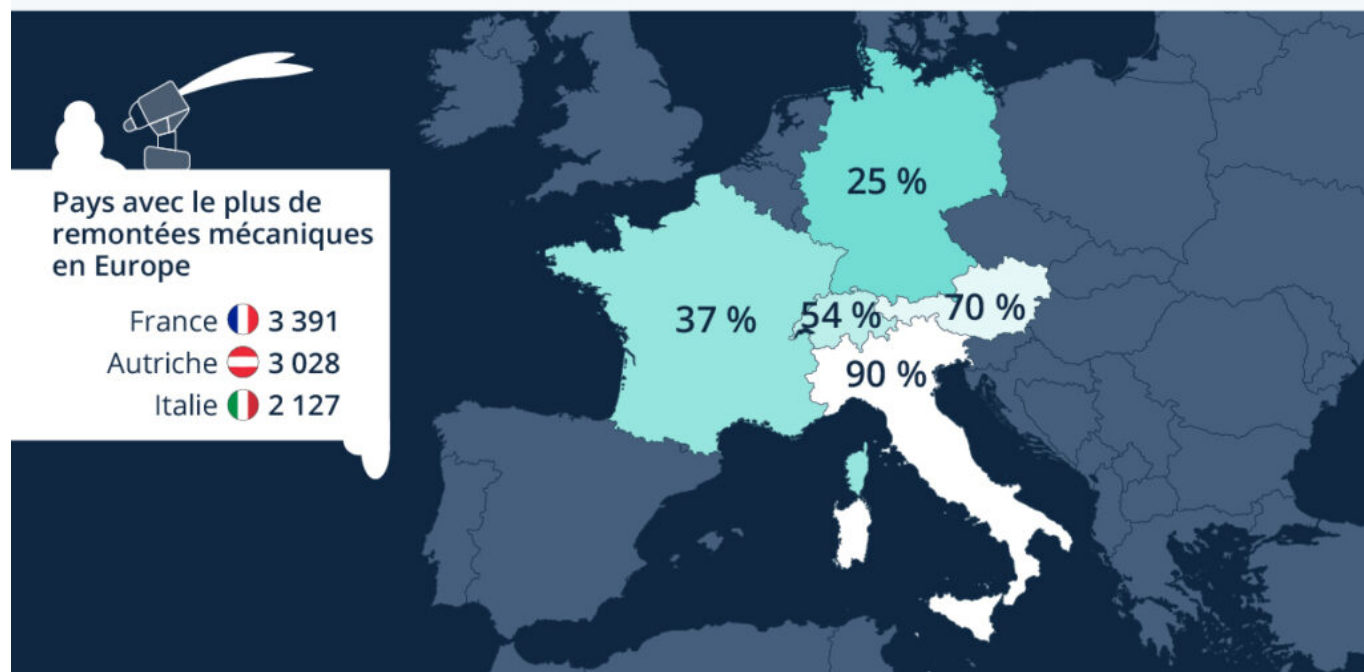 Pays avec le plus de
remontées mécaniques
en Europe
France 3 391
Autriche 3 028
Italie 2 127
25 %
37 %
54 %
70 %
90 %